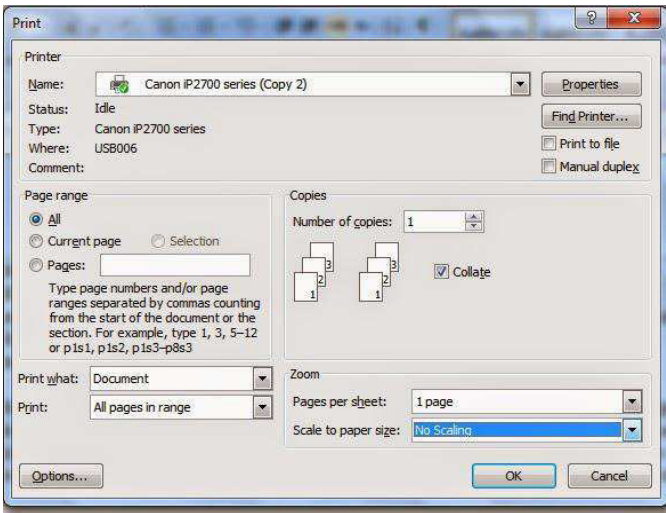 Print
Printer
Name: Canon iP2700 series (Copy 2) Properties
Status: Idle Find Printer...
Type: Canon iP2700 series
Where: USB006 Print to file
Comment: Manual duplex
Page range
All
Current page Selection
Pages:
Type page numbers and/or page
ranges separated by commas counting
from the start of the document or the
section. For example, type 1, 3, 5–12
or p1s1, p1s2, p1s3–p8s3
Copies
Number of copies: 1
3 3
2 2
1 1
Collate
Print what: Document
Print: All pages in range
Zoom
Pages per sheet: 1 page
Scale to paper size: No Scaling
Options... OK Cancel